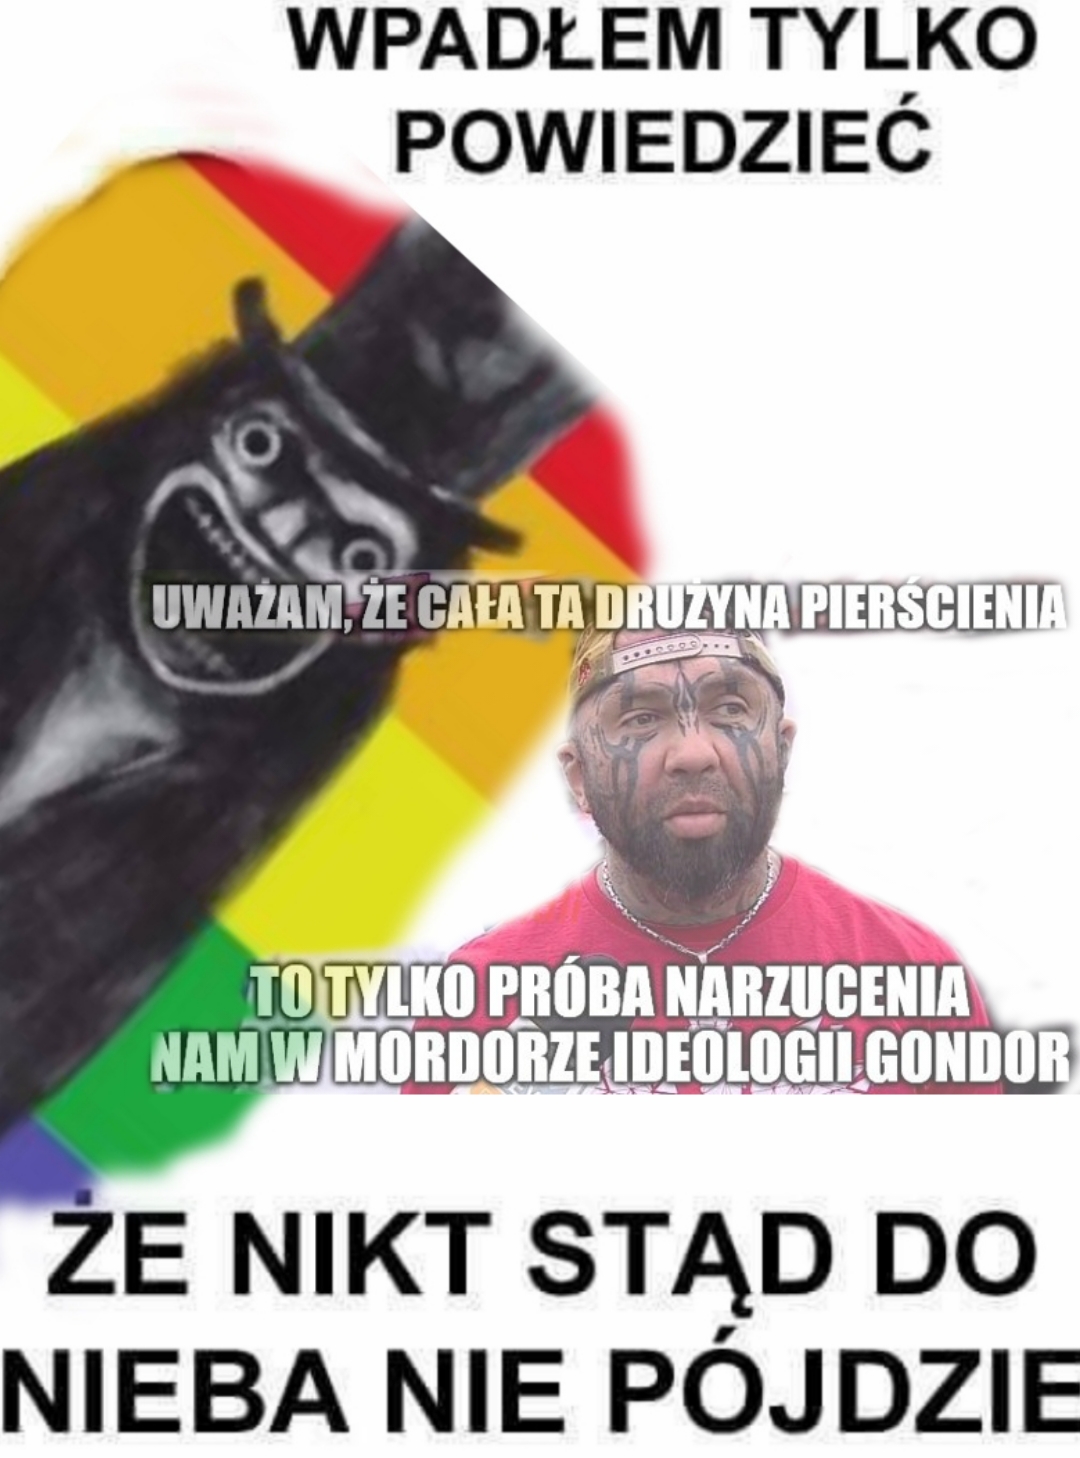 WPADŁEM TYLKO
POWIEDZIEĆ
UWAŻAM, ŻE CAŁA TA DRUŻYNA PIERŚCIENIA
TO TYLKO PRÓBA NARZUCENIA
NAM W MORDORZE IDEOLOGII GONDOR
ŻE NIKT STĄD DO
NIEBA NIE PÓJDZIE